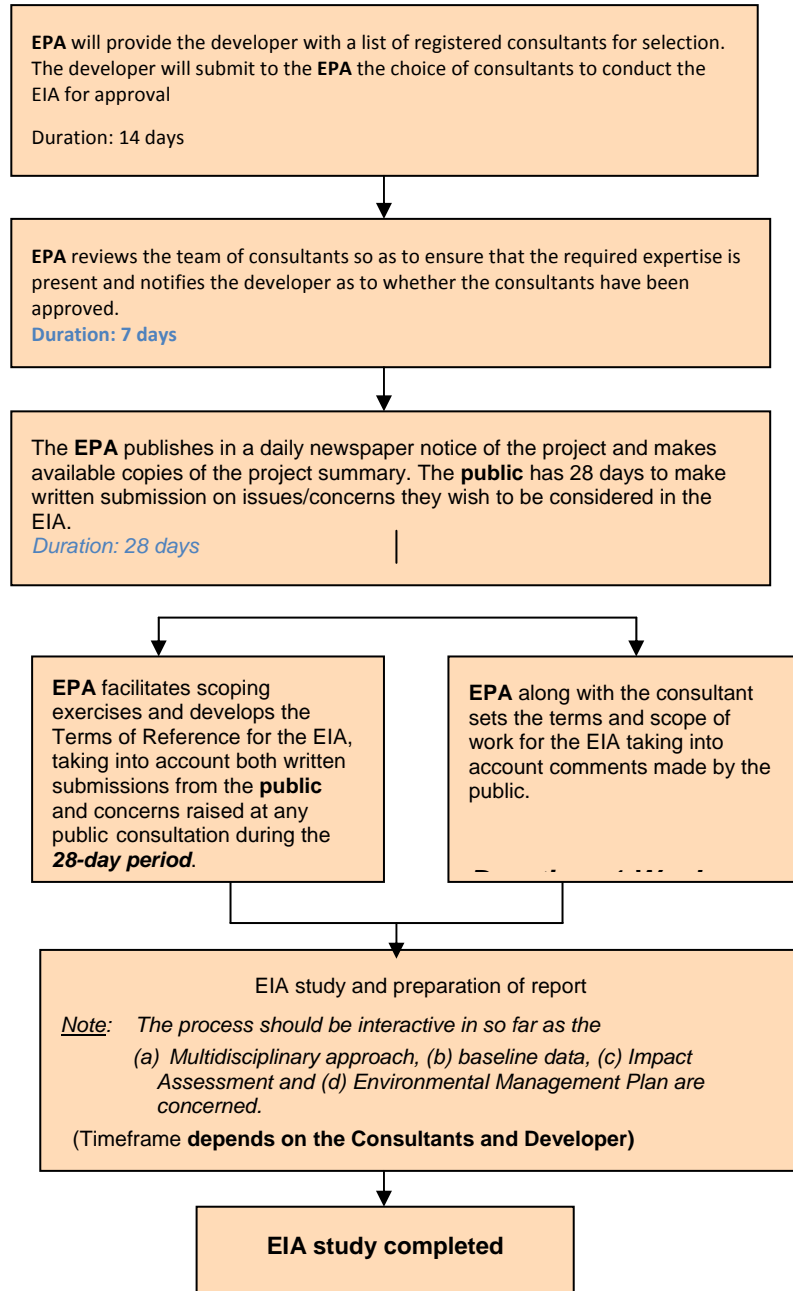 EPA will provide the developer with a list of registered consultants for selection.
The developer will submit to the EPA the choice of consultants to conduct the
EIA for approval
Duration: 14 days
EPA reviews the team of consultants so as to ensure that the required expertise is
present and notifies the developer as to whether the consultants have been
approved.
Duration: 7 days
The EPA publishes in a daily newspaper notice of the project and makes
available copies of the project summary. The public has 28 days to make
written submission on issues/concerns they wish to be considered in the
EIA.
Duration: 28 days
EPA facilitates scoping
exercises and develops the
Terms of Reference for the EIA,
taking into account both written
submissions from the public
and concerns raised at any
public consultation during the
28-day period.
EPA along with the consultant
sets the terms and scope of
work for the EIA taking into
account comments made by the
public.
EIA study and preparation of report
Note: The process should be interactive in so far as the
(a) Multidisciplinary approach, (b) baseline data, (c) Impact
Assessment and (d) Environmental Management Plan are
concerned.
(Timeframe depends on the Consultants and Developer)
EIA study completed